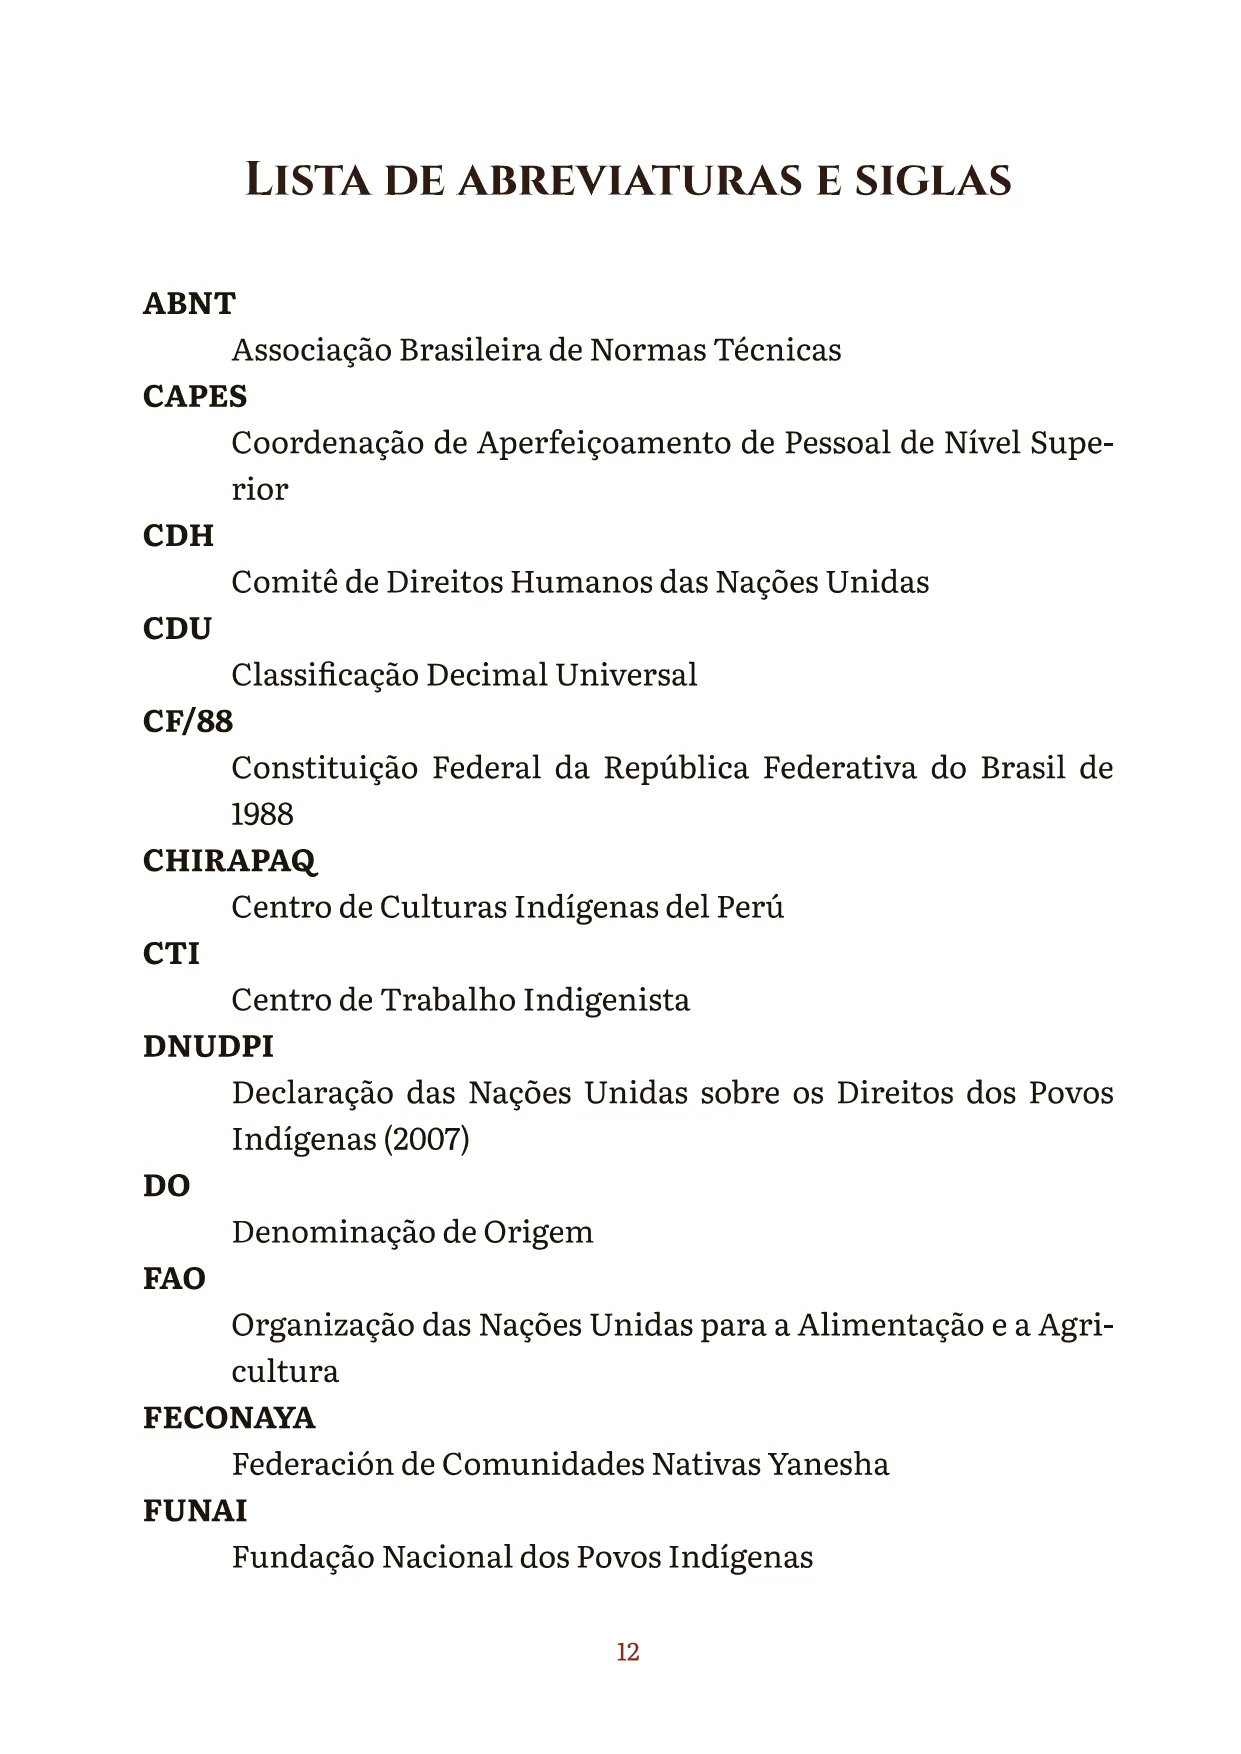 Lista de abreviaturas e siglas
ABNT
Associação Brasileira de Normas Técnicas
CAPES
Coordenação de Aperfeiçoamento de Pessoal de Nível Supe-
rior
CDH
Comitê de Direitos Humanos das Nações Unidas
CDU
Classificação Decimal Universal
CF/88
Constituição Federal da República Federativa do Brasil de
1988
CHIRAPAQ
Centro de Culturas Indígenas del Perú
CTI
Centro de Trabalho Indigenista
DNUDPI
Declaração das Nações Unidas sobre os Direitos dos Povos
Indígenas (2007)
DO
Denominação de Origem
FAO
Organização das Nações Unidas para a Alimentação e a Agri-
cultura
FECONAYA
Federación de Comunidades Nativas Yanesha
FUNAI
Fundação Nacional dos Povos Indígenas
12